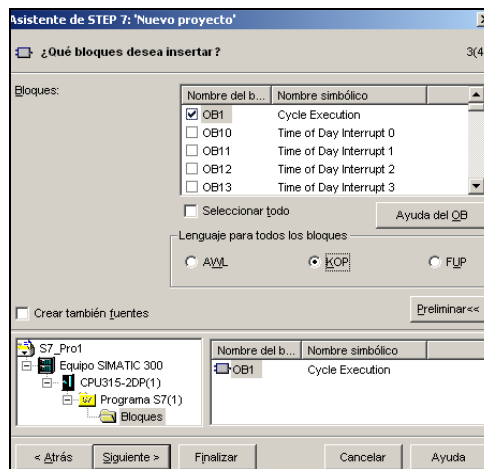 Asistente de STEP 7: 'Nuevo proyecto'
¿Qué bloques desea insertar?
3(4
Bloques:
Nombre del b... Nombre simbólico
OB1 Cycle Execution
OB10 Time of Day Interrupt 0
OB11 Time of Day Interrupt 1
OB12 Time of Day Interrupt 2
OB13 Time of Day Interrupt 3
Seleccionar todo
Ayuda del OB
Lenguaje para todos los bloques
AWL KOP FUP
Crear también fuentes
Preliminar<<
S7_Pro1
Equipo SIMATIC 300
CPU315-2DP(1)
Programa S7(1)
Bloques
Nombre del b... Nombre simbólico
OB1 Cycle Execution
< Atrás Siguiente > Finalizar Cancelar Ayuda